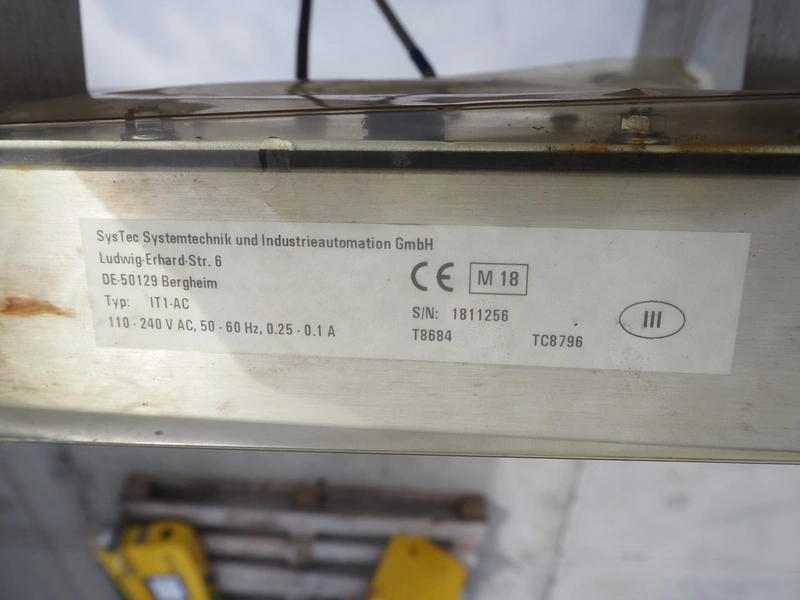 SysTec Systemtechnik und Industrieautomation GmbH
Ludwig-Erhard-Str. 6
DE-50129 Bergheim
Typ: IT1-AC
110 - 240 V AC, 50 - 60 Hz, 0.25 - 0.1 A
CE M 18
S/N: 1811256
T8684 TC8796
III